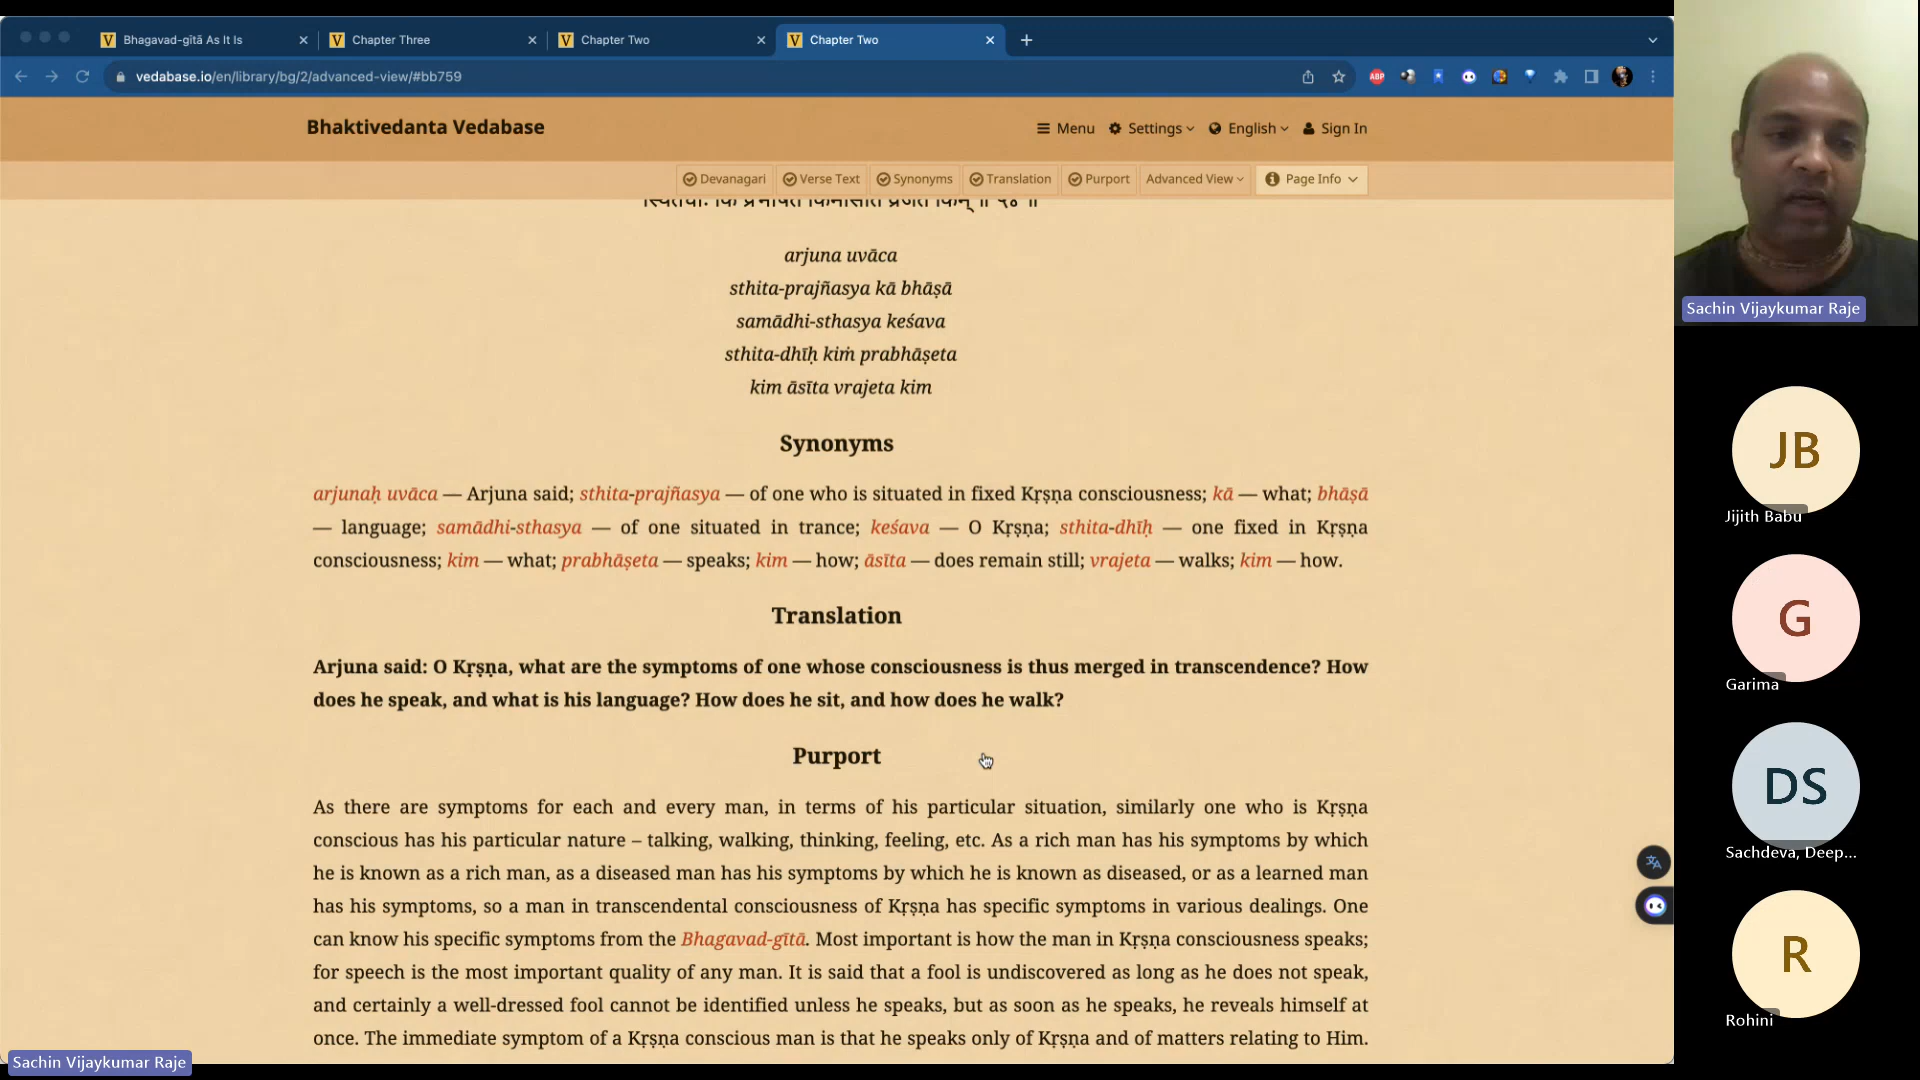 Bhagavad-gītā As It Is
Chapter Three
Chapter Two
Chapter Two
vedabase.io/en/library/bg/2/advanced-view/#bb759
ABP
Bhaktivedanta Vedabase
Menu
Settings
English
Sign In
Devanagari
Verse Text
Synonyms
Translation
Purport
Advanced View
Page Info
arjuna uvāca
sthita-prajñasya kā bhāṣā
samādhi-sthasya keśava
sthita-dhīḥ kiṁ prabhāṣeta
kim āsīta vrajeta kim
Synonyms
arjunaḥ uvāca — Arjuna said; sthita-prajñasya — of one who is situated in fixed Kṛṣṇa consciousness; kā — what; bhāṣā
— language; samādhi-sthasya — of one situated in trance; keśava — O Kṛṣṇa; sthita-dhīḥ — one fixed in Kṛṣṇa
consciousness; kim — what; prabhāṣeta — speaks; kim — how; āsīta — does remain still; vrajeta — walks; kim — how.
Translation
Arjuna said: O Kṛṣṇa, what are the symptoms of one whose consciousness is thus merged in transcendence? How
does he speak, and what is his language? How does he sit, and how does he walk?
Purport
As there are symptoms for each and every man, in terms of his particular situation, similarly one who is Kṛṣṇa
conscious has his particular nature – talking, walking, thinking, feeling, etc. As a rich man has his symptoms by which
he is known as a rich man, as a diseased man has his symptoms by which he is known as diseased, or as a learned man
has his symptoms, so a man in transcendental consciousness of Kṛṣṇa has specific symptoms in various dealings. One
can know his specific symptoms from the Bhagavad-gītā. Most important is how the man in Kṛṣṇa consciousness speaks;
for speech is the most important quality of any man. It is said that a fool is undiscovered as long as he does not speak,
and certainly a well-dressed fool cannot be identified unless he speaks, but as soon as he speaks, he reveals himself at
once. The immediate symptom of a Kṛṣṇa conscious man is that he speaks only of Kṛṣṇa and of matters relating to Him.
Sachin Vijaykumar Raje
Sachin Vijaykumar Raje
JB
Jijith Babu
G
Garima
DS
Sachdeva, Deep...
R
Rohini